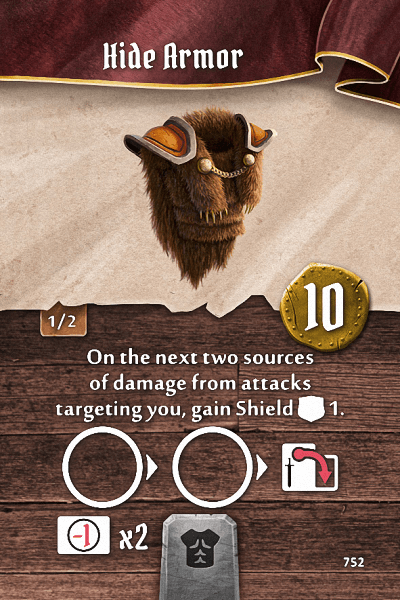 Hide Armor
10
1/2
On the next two sources
of damage from attacks
targeting you, gain Shield 1.
-1 x2
752